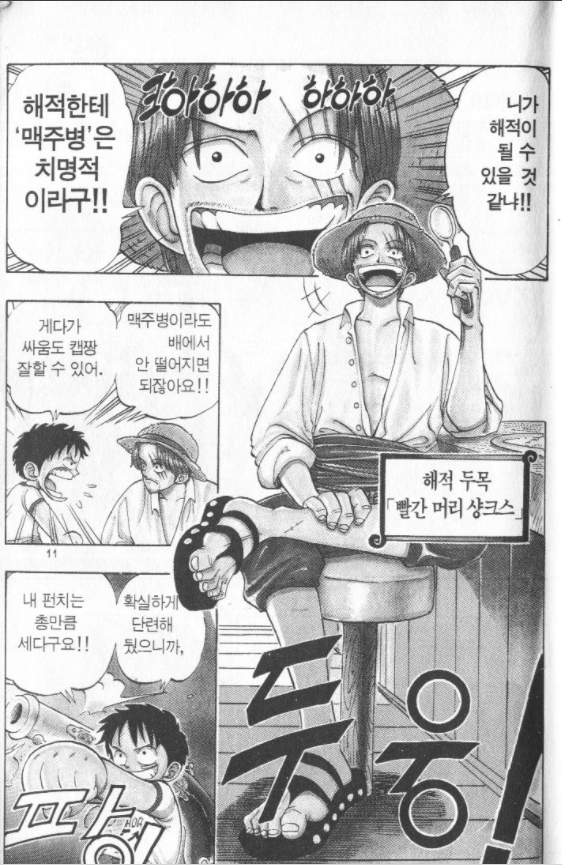 니가
해적이
될 수
있을 것
같냐!!
하하하
크아하하하
해적한테
'맥주병'은
치명적
이라구!!
맥주병이라도
배에서
안 떨어지면
되잖아요!!
게다가
싸움도 캡짱
잘할 수 있어.
해적 두목
「빨간 머리 샹크스」
두웅!
11
확실하게
단련해
뒀으니까,
내 펀치는
총만큼
세다구요!!
파앙!